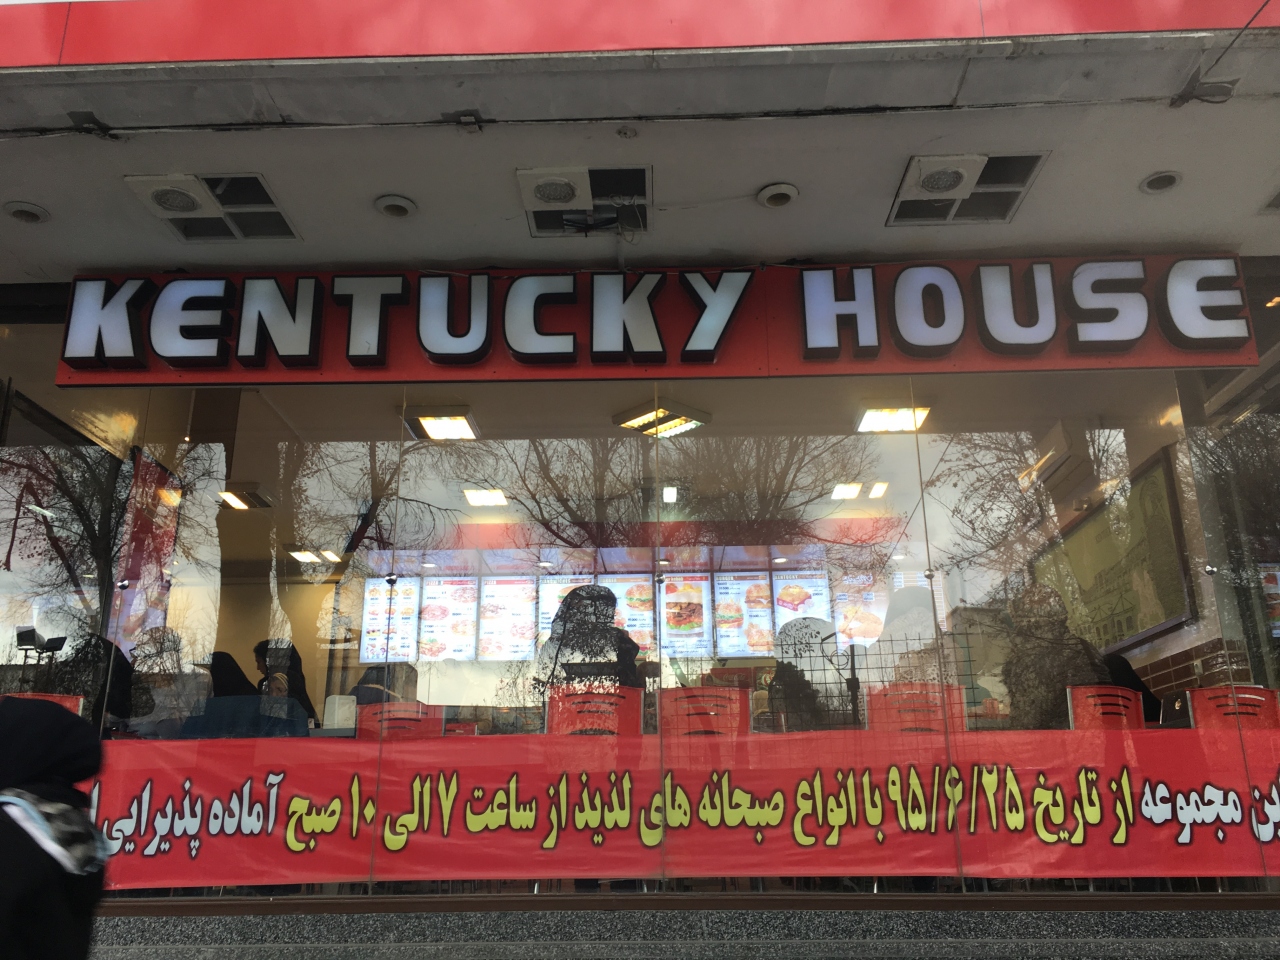 KENTUCKY HOUSE
این مجموعه از تاریخ ۹۵/۶/۲۵ با انواع صبحانه های لذیذ از ساعت ۷ الی ۱۰ صبح آماده پذیرایی